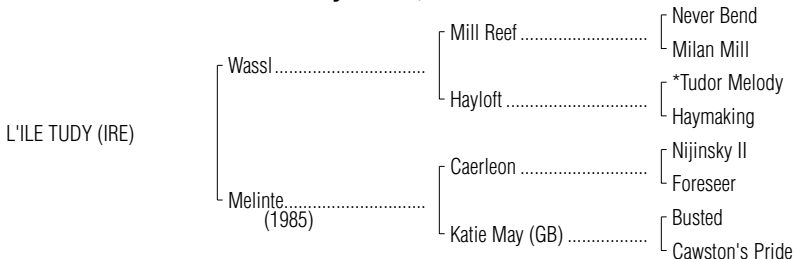 Never Bend
Mill Reef ..............................
Milan Mill
Wassl....................................
*Tudor Melody
Hayloft ..................................
Haymaking
L'ILE TUDY (IRE)
Nijinsky II
Caerleon ...............................
Foreseer
Melinte..................................
(1985)
Busted
Katie May (GB) ...................
Cawston's Pride